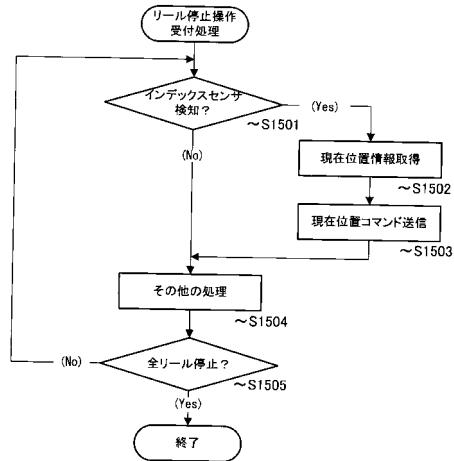 リール停止操作
受付処理
インデックスセンサ
検知？
～S1501
(Yes)
(No)
現在位置情報取得
～S1502
現在位置コマンド送信
～S1503
その他の処理
～S1504
全リール停止？
～S1505
(No)
(Yes)
終了